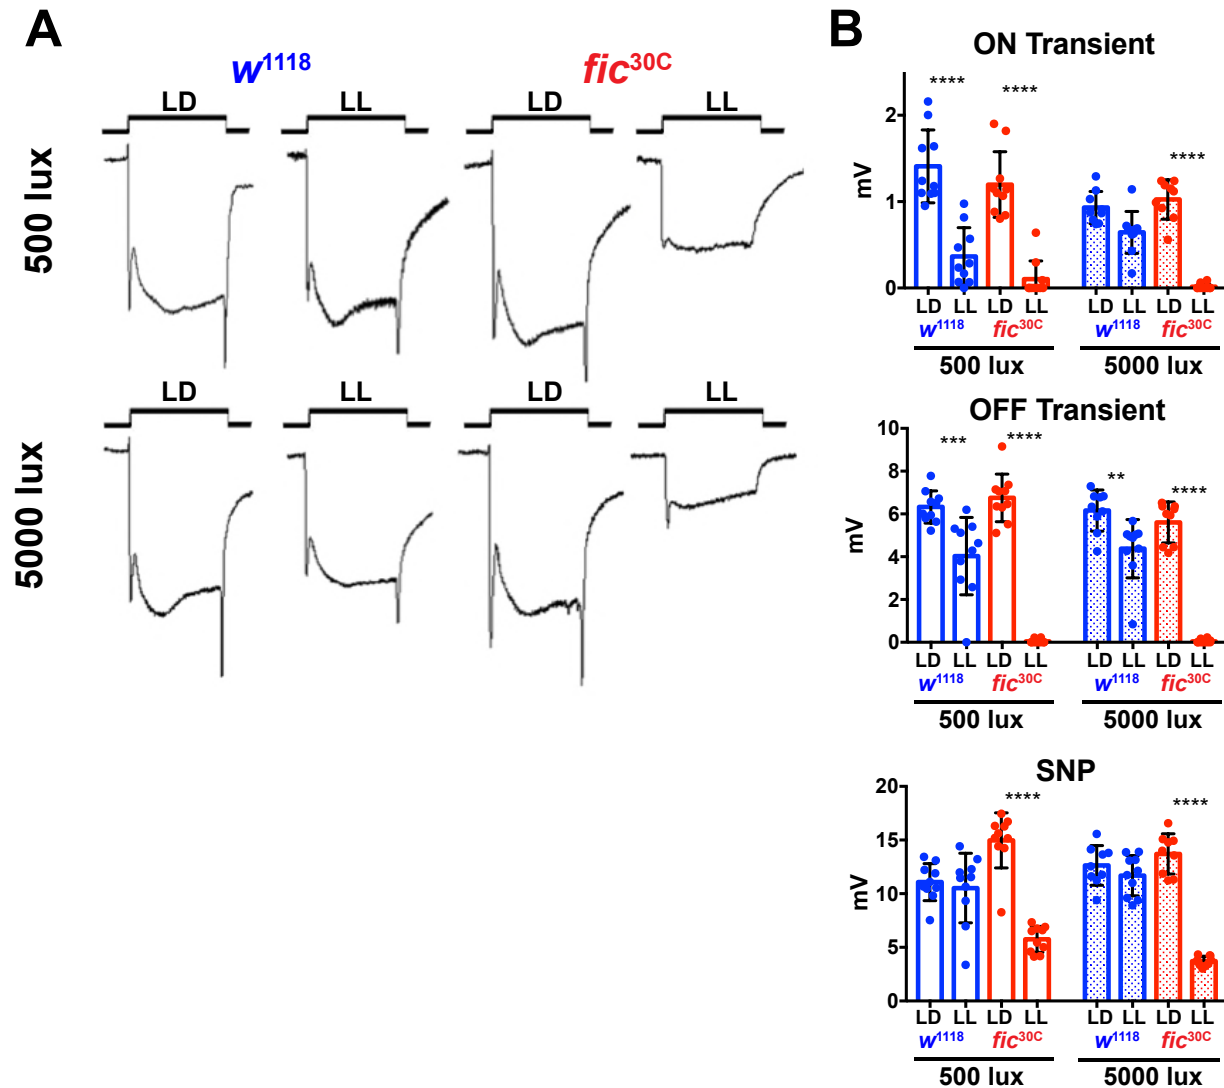 A
w1118
fic30C
LD
LL
LD
LL
500 lux
LD
LL
LD
LL
5000 lux
B
ON Transient
****
****
****
mV
2
1
0
LD LL LD LL LD LL LD LL
w1118 fic30C w1118 fic30C
500 lux 5000 lux
OFF Transient
***
****
**
****
mV
10
8
6
4
2
0
LD LL LD LL LD LL LD LL
w1118 fic30C w1118 fic30C
500 lux 5000 lux
SNP
****
****
mV
20
15
10
5
0
LD LL LD LL LD LL LD LL
w1118 fic30C w1118 fic30C
500 lux 5000 lux